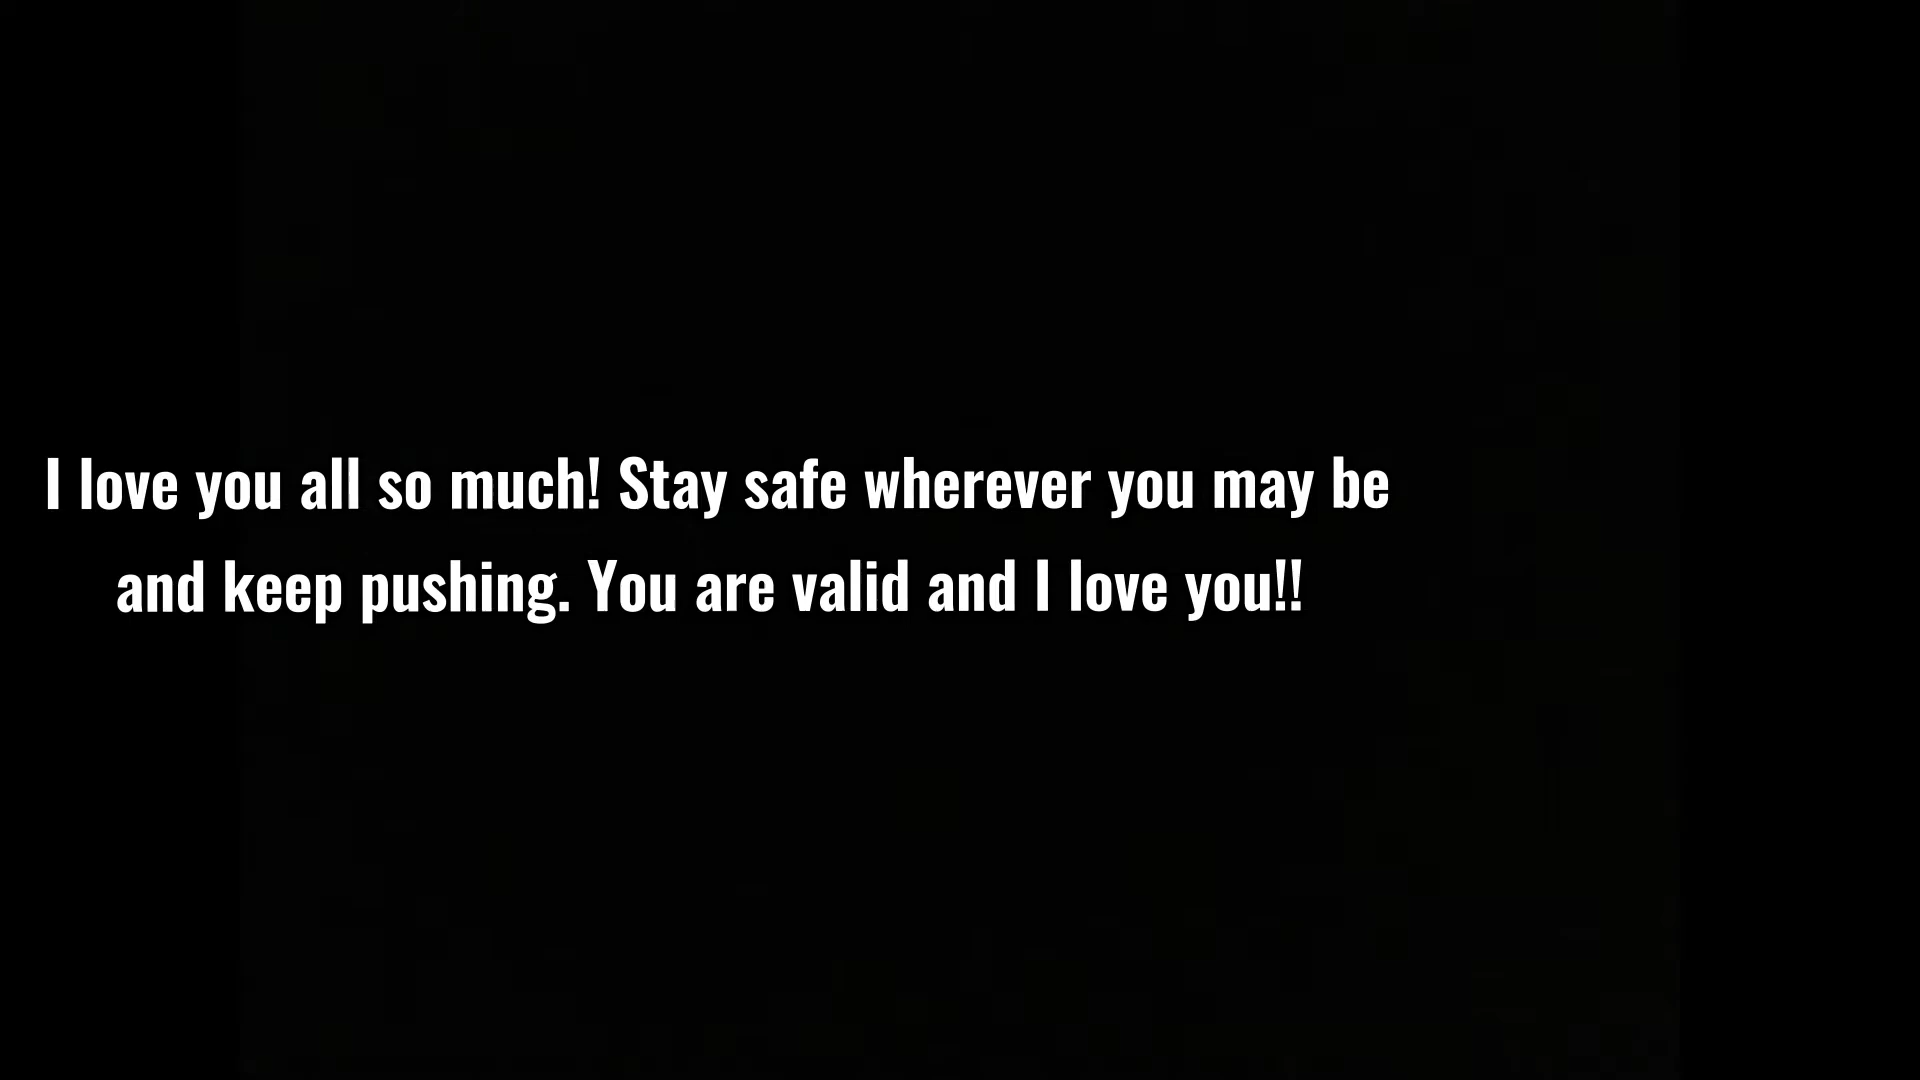 I love you all so much! Stay safe wherever you may be
and keep pushing. You are valid and I love you!!